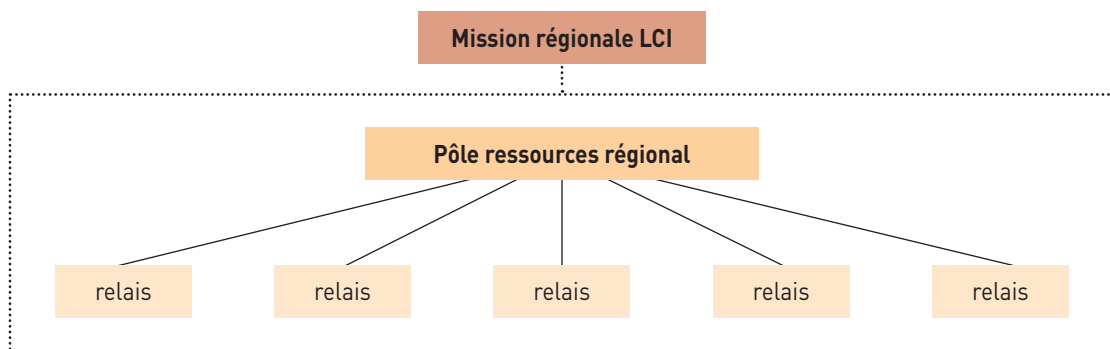 Mission régionale LCI
Pôle ressources régional
relais relais relais relais relais